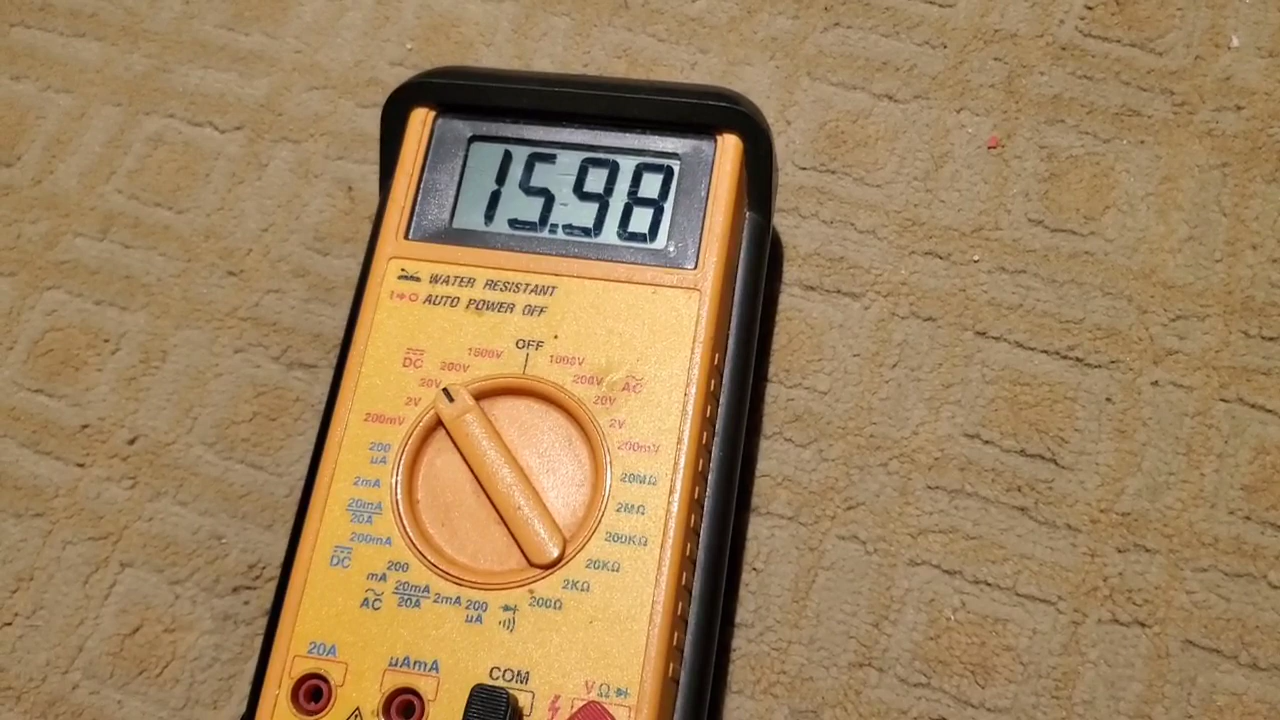 15.98
WATER RESISTANT
AUTO POWER OFF
OFF
DC
1000V
200V
20V
2V
200mV
1000V
200V
AC
20V
2V
200mV
200
µA
2mA
20mA
20A
200mA
DC
200
mA
AC
20mA
20A
2mA
200
µA
200Ω
2KΩ
20KΩ
200KΩ
2MΩ
20MΩ
20A
µAmA
COM
VΩ